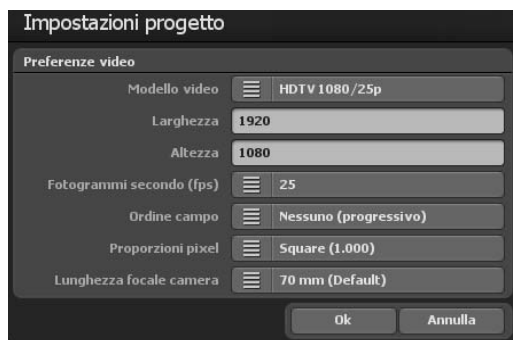 Impostazioni progetto
Preferenze video
Modello video HDTV 1080/25p
Larghezza 1920
Altezza 1080
Fotogrammi secondo (fps) 25
Ordine campo Nessuno (progressivo)
Proporzioni pixel Square (1.000)
Lunghezza focale camera 70 mm (Default)
Ok Annulla